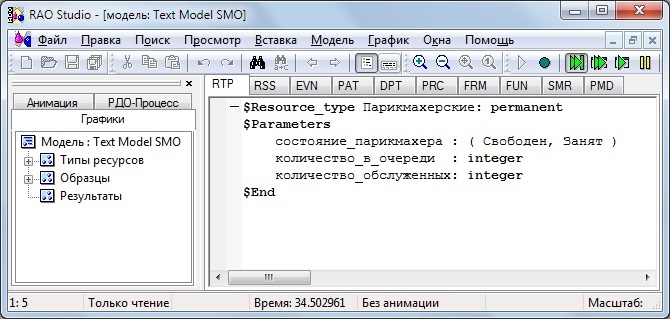 RAO Studio - [модель: Text Model SMO]
Файл Правка Поиск Просмотр Вставка Модель График Окна Помощь
RTP RSS EVN PAT DPT PRC FRM FUN SMR PMD
Анимация РДО-Процесс
Графики
Модель : Text Model SMO
Типы ресурсов
Образцы
Результаты
$Resource_type Парикмахерские: permanent
$Parameters
состояние_парикмахера : ( Свободен, Занят )
количество_в_очереди : integer
количество_обслуженных: integer
$End
1: 5 Только чтение Время: 34.502961 Без анимации Масштаб: